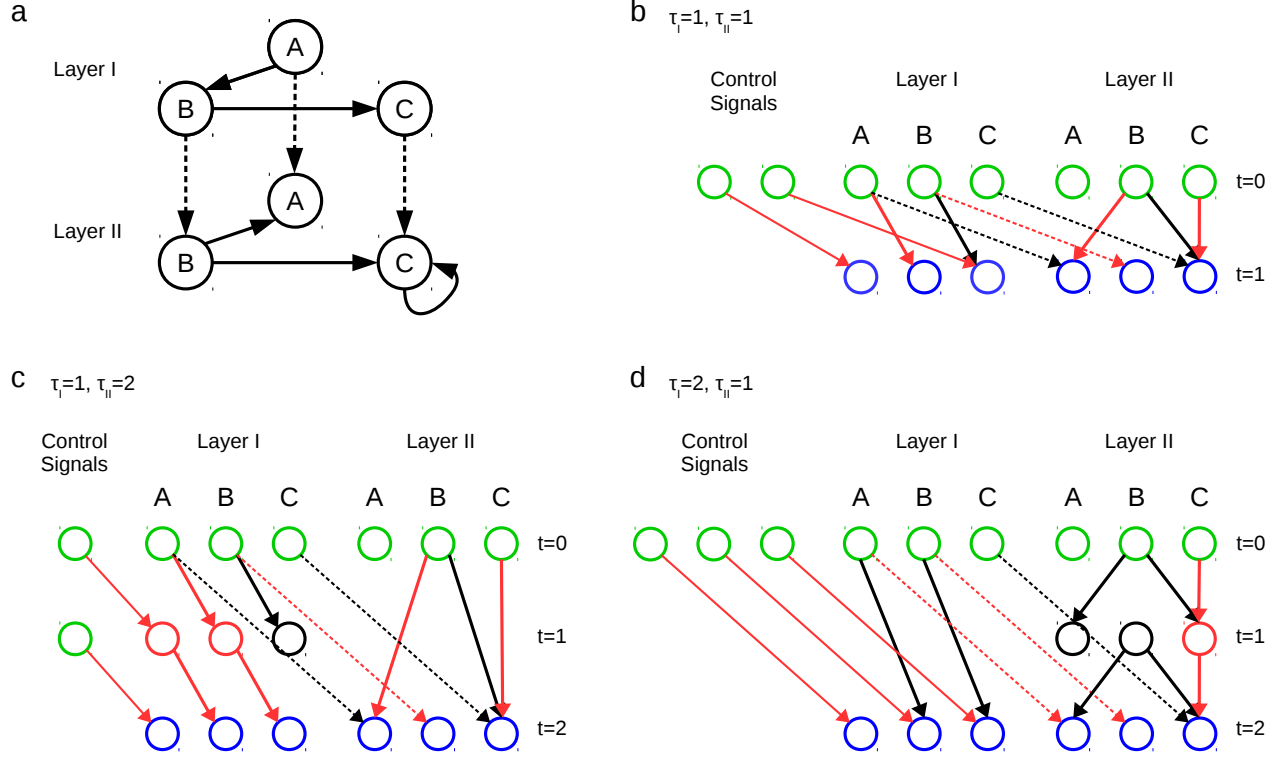 a
A
Layer I
B
C
A
Layer II
B
C
b
τI=1, τII=1
Control
Signals
Layer I
Layer II
A B C A B C
t=0
t=1
c
τI=1, τII=2
Control
Signals
Layer I
Layer II
A B C A B C
t=0
t=1
t=2
d
τI=2, τII=1
Control
Signals
Layer I
Layer II
A B C A B C
t=0
t=1
t=2